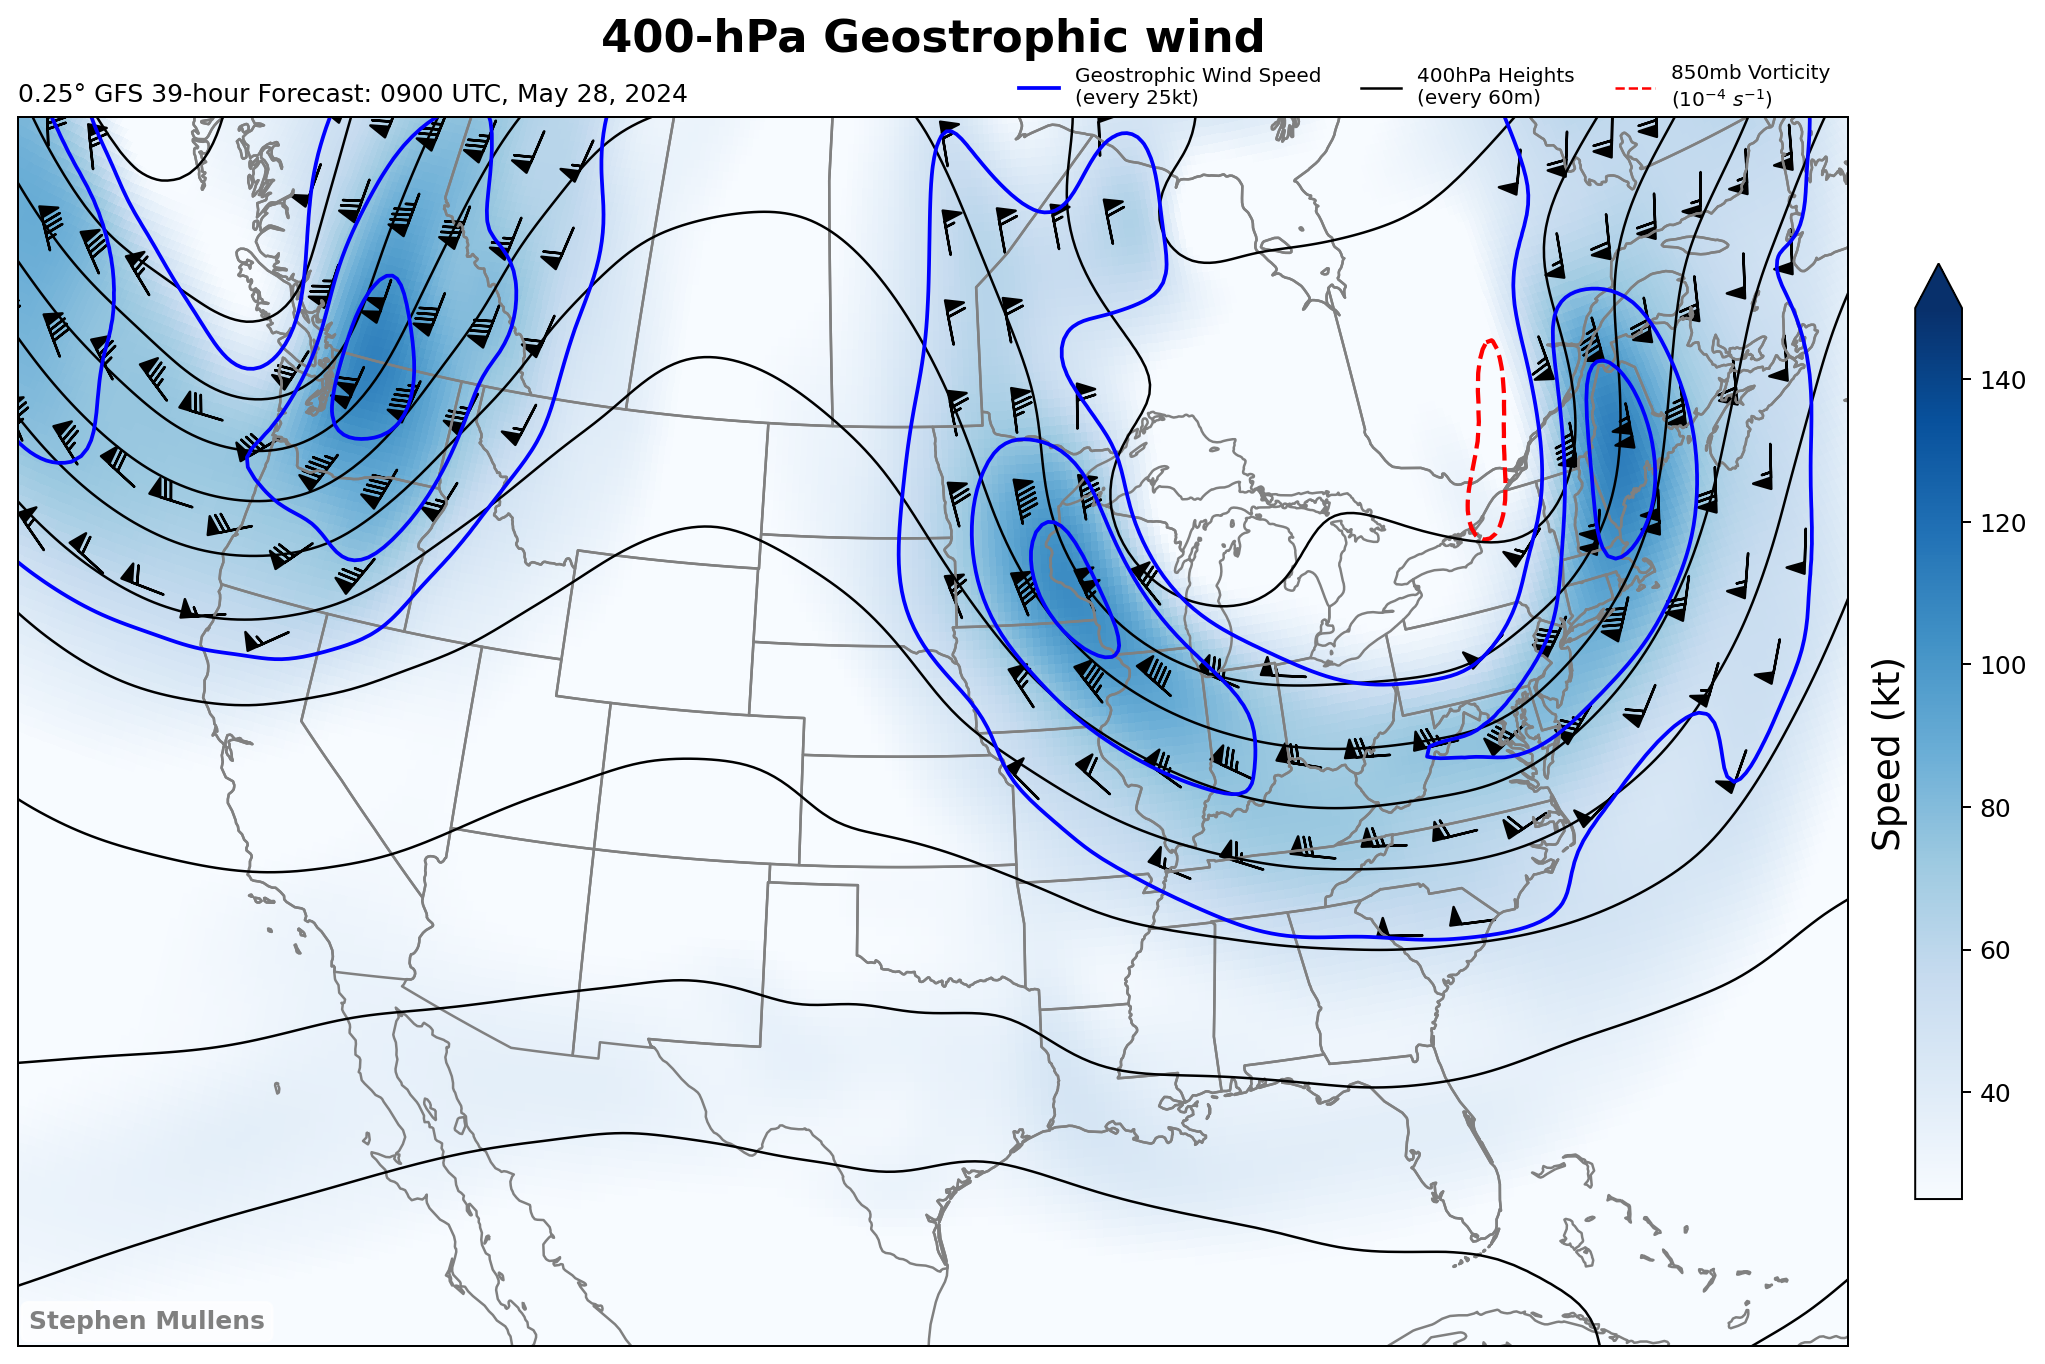 400-hPa Geostrophic wind
0.25° GFS 39-hour Forecast: 0900 UTC, May 28, 2024
Geostrophic Wind Speed
(every 25kt)
400hPa Heights
(every 60m)
850mb Vorticity
(10⁻⁴ s⁻¹)
140
120
100
80
60
40
Speed (kt)
Stephen Mullens